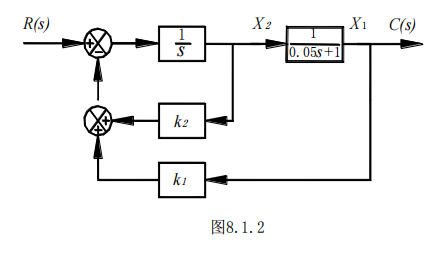 R(s) X₂ X₁ C(s)
+ − 1/s 1/(0.05s+1)
+ + k₂
k₁
图8.1.2